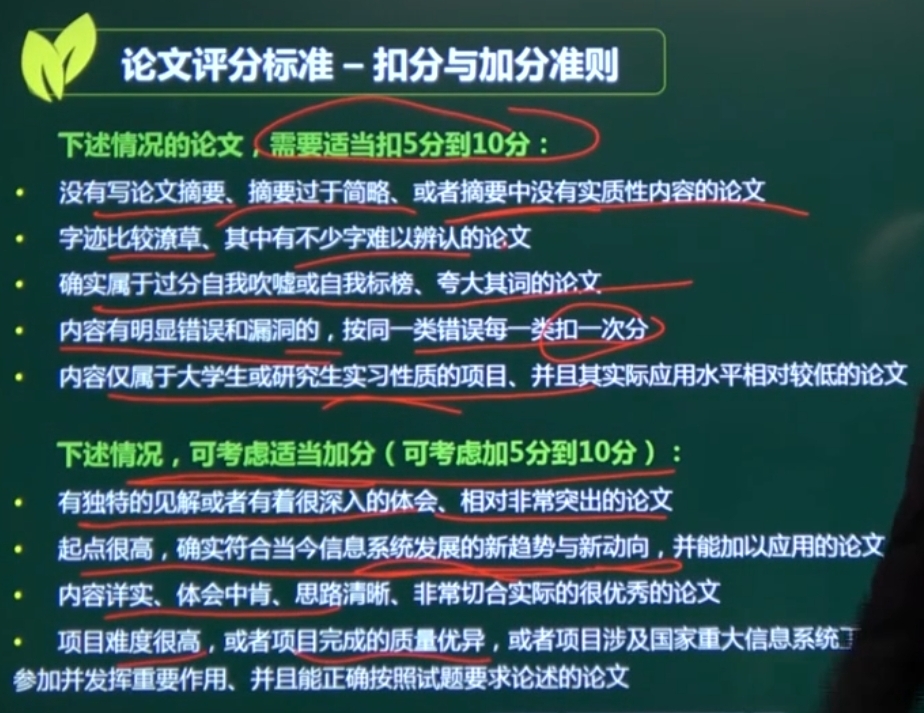 论文评分标准 – 扣分与加分准则
下述情况的论文，需要适当扣5分到10分：
• 没有写论文摘要、摘要过于简略、或者摘要中没有实质性内容的论文
• 字迹比较潦草、其中有不少字难以辨认的论文
• 确实属于过分自我吹嘘或自我标榜、夸大其词的论文
• 内容有明显错误和漏洞的，按同一类错误每一类扣一次分
• 内容仅属于大学生或研究生实习性质的项目、并且其实际应用水平相对较低的论文
下述情况，可考虑适当加分（可考虑加5分到10分）：
• 有独特的见解或者有着很深入的体会、相对非常突出的论文
• 起点很高，确实符合当今信息系统发展的新趋势与新动向，并能加以应用的论文
• 内容详实、体会中肯、思路清晰、非常切合实际的很优秀的论文
• 项目难度很高，或者项目完成的质量优异，或者项目涉及国家重大信息系统
参加并发挥重要作用、并且能正确按照试题要求论述的论文